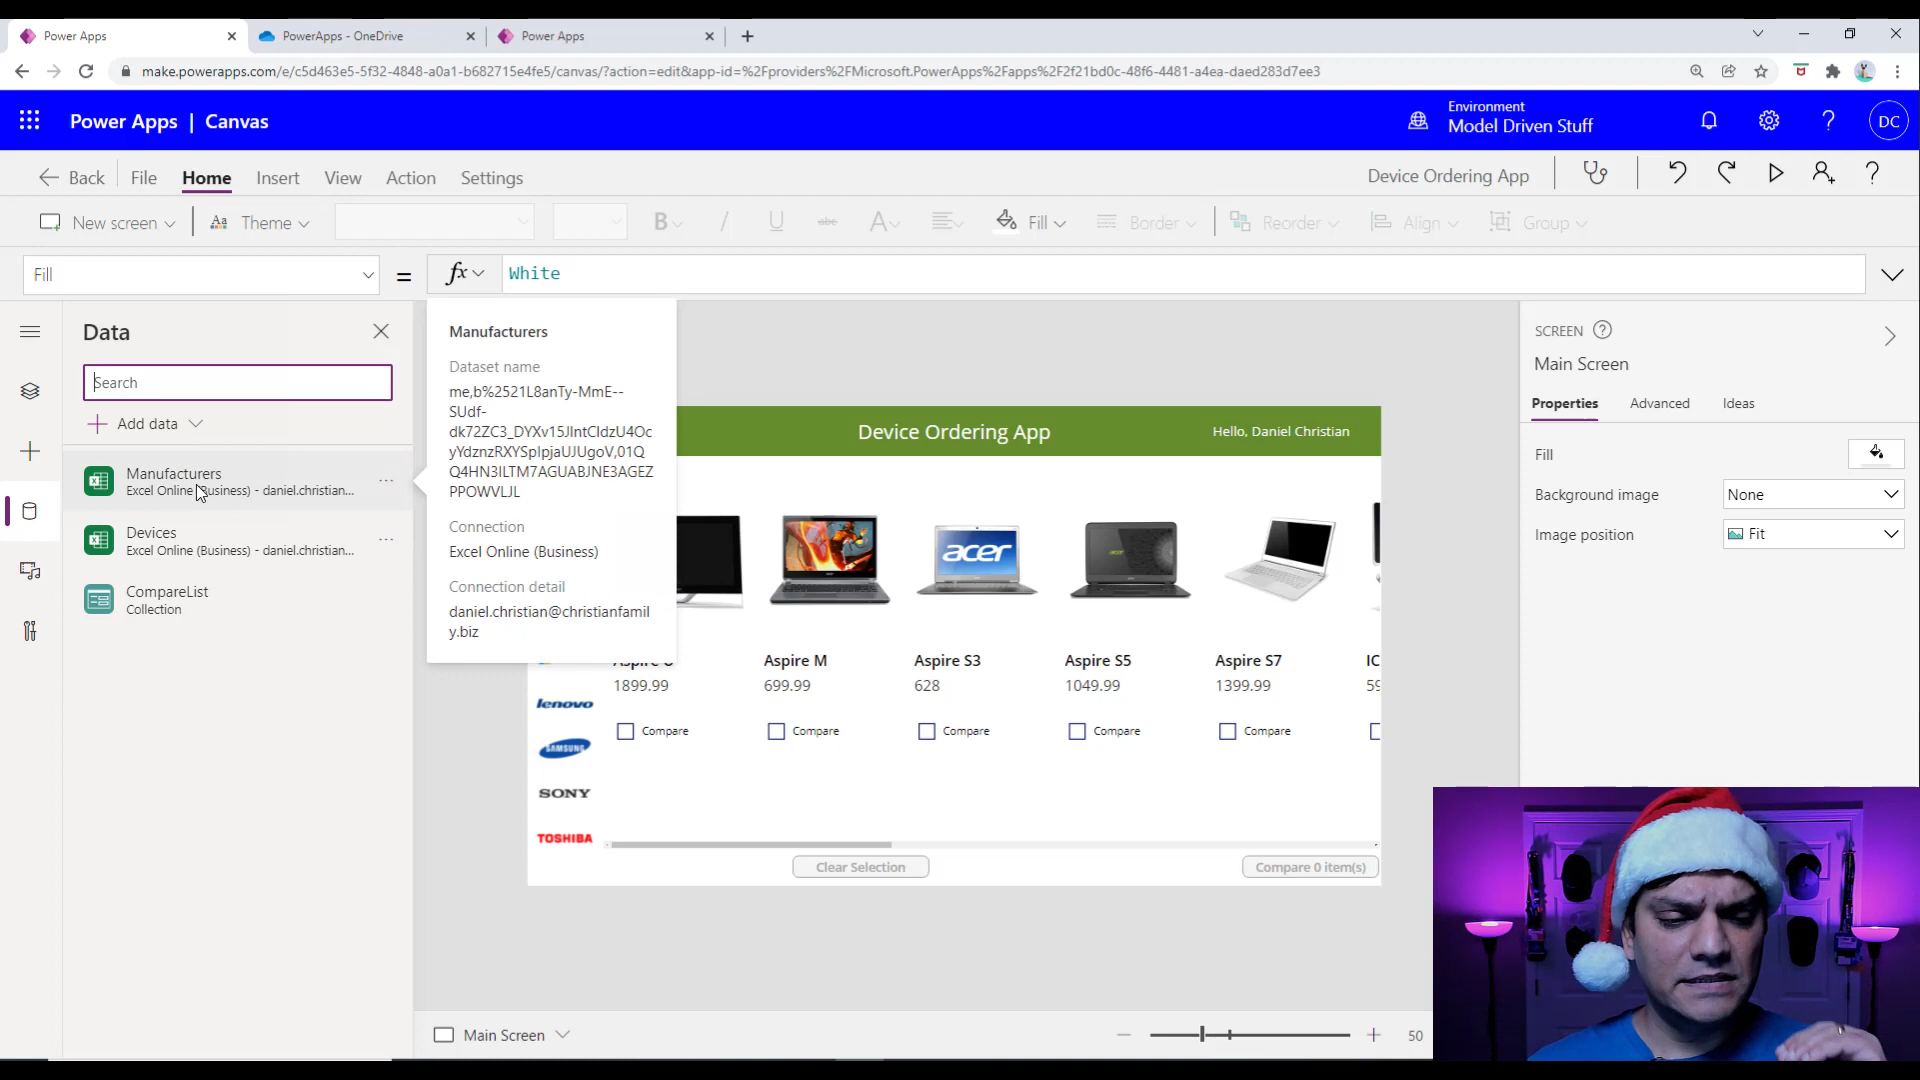 Power Apps
PowerApps - OneDrive
Power Apps
make.powerapps.com/e/c5d463e5-5f32-4848-a0a1-b682715e4fe5/canvas/?action=edit&app-id=%2Fproviders%2FMicrosoft.PowerApps%2Fapps%2F2f21bd0c-48f6-4481-a4ea-daed283d7ee3
Power Apps | Canvas
Environment
Model Driven Stuff
DC
Back
File
Home
Insert
View
Action
Settings
Device Ordering App
New screen
Theme
Fill
Border
Reorder
Align
Group
Fill
=
fx
White
Data
Search
Add data
Manufacturers
Excel Online (Business) - daniel.christian...
Devices
Excel Online (Business) - daniel.christian...
CompareList
Collection
Manufacturers
Dataset name
me,b%2521L8anTy-MmE--
SUdf-
dk72ZC3_DYXv15JIntCIdzU4Oc
yYdznzRXYSpIpjaUJUgoV,01Q
Q4HN3ILTM7AGUABJNE3AGEZ
PPOWVLJL
Connection
Excel Online (Business)
Connection detail
daniel.christian@christianfamil
y.biz
Device Ordering App
Hello, Daniel Christian
acer
Aspire U
Aspire M
Aspire S3
Aspire S5
Aspire S7
IC
1899.99
699.99
628
1049.99
1399.99
59
lenovo
Compare
Compare
Compare
Compare
Compare
SAMSUNG
SONY
TOSHIBA
Clear Selection
Compare 0 item(s)
SCREEN
Main Screen
Properties
Advanced
Ideas
Fill
Background image
None
Image position
Fit
Main Screen
50